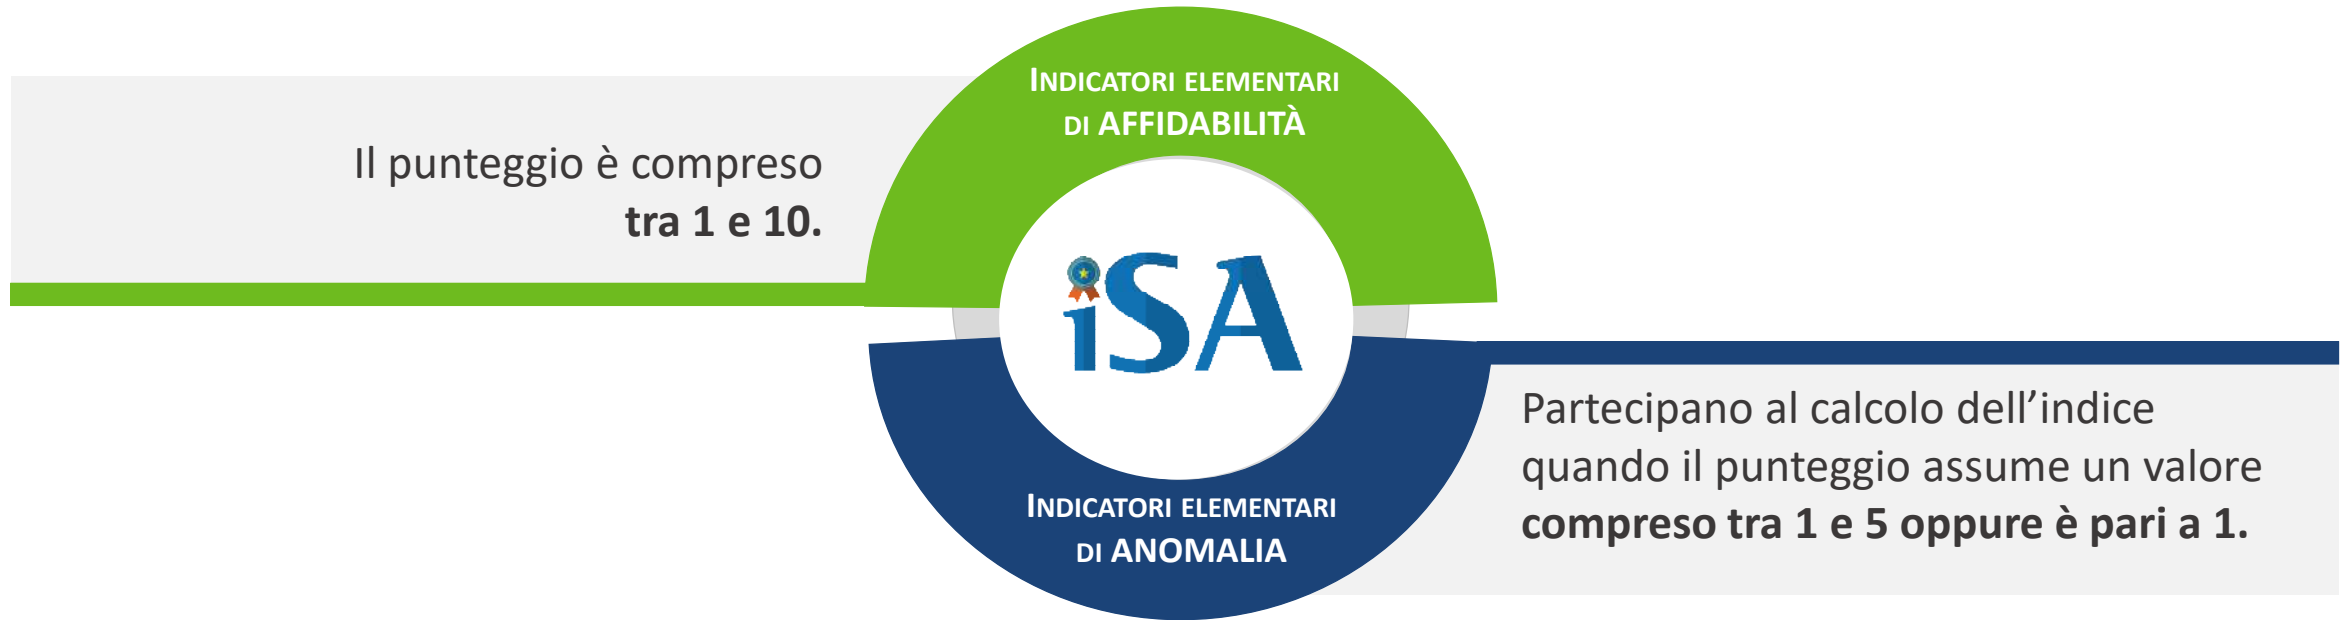 INDICATORI ELEMENTARI
DI AFFIDABILITÀ
Il punteggio è compreso
tra 1 e 10.
iSA
Partecipano al calcolo dell’indice
quando il punteggio assume un valore
compreso tra 1 e 5 oppure è pari a 1.
INDICATORI ELEMENTARI
DI ANOMALIA